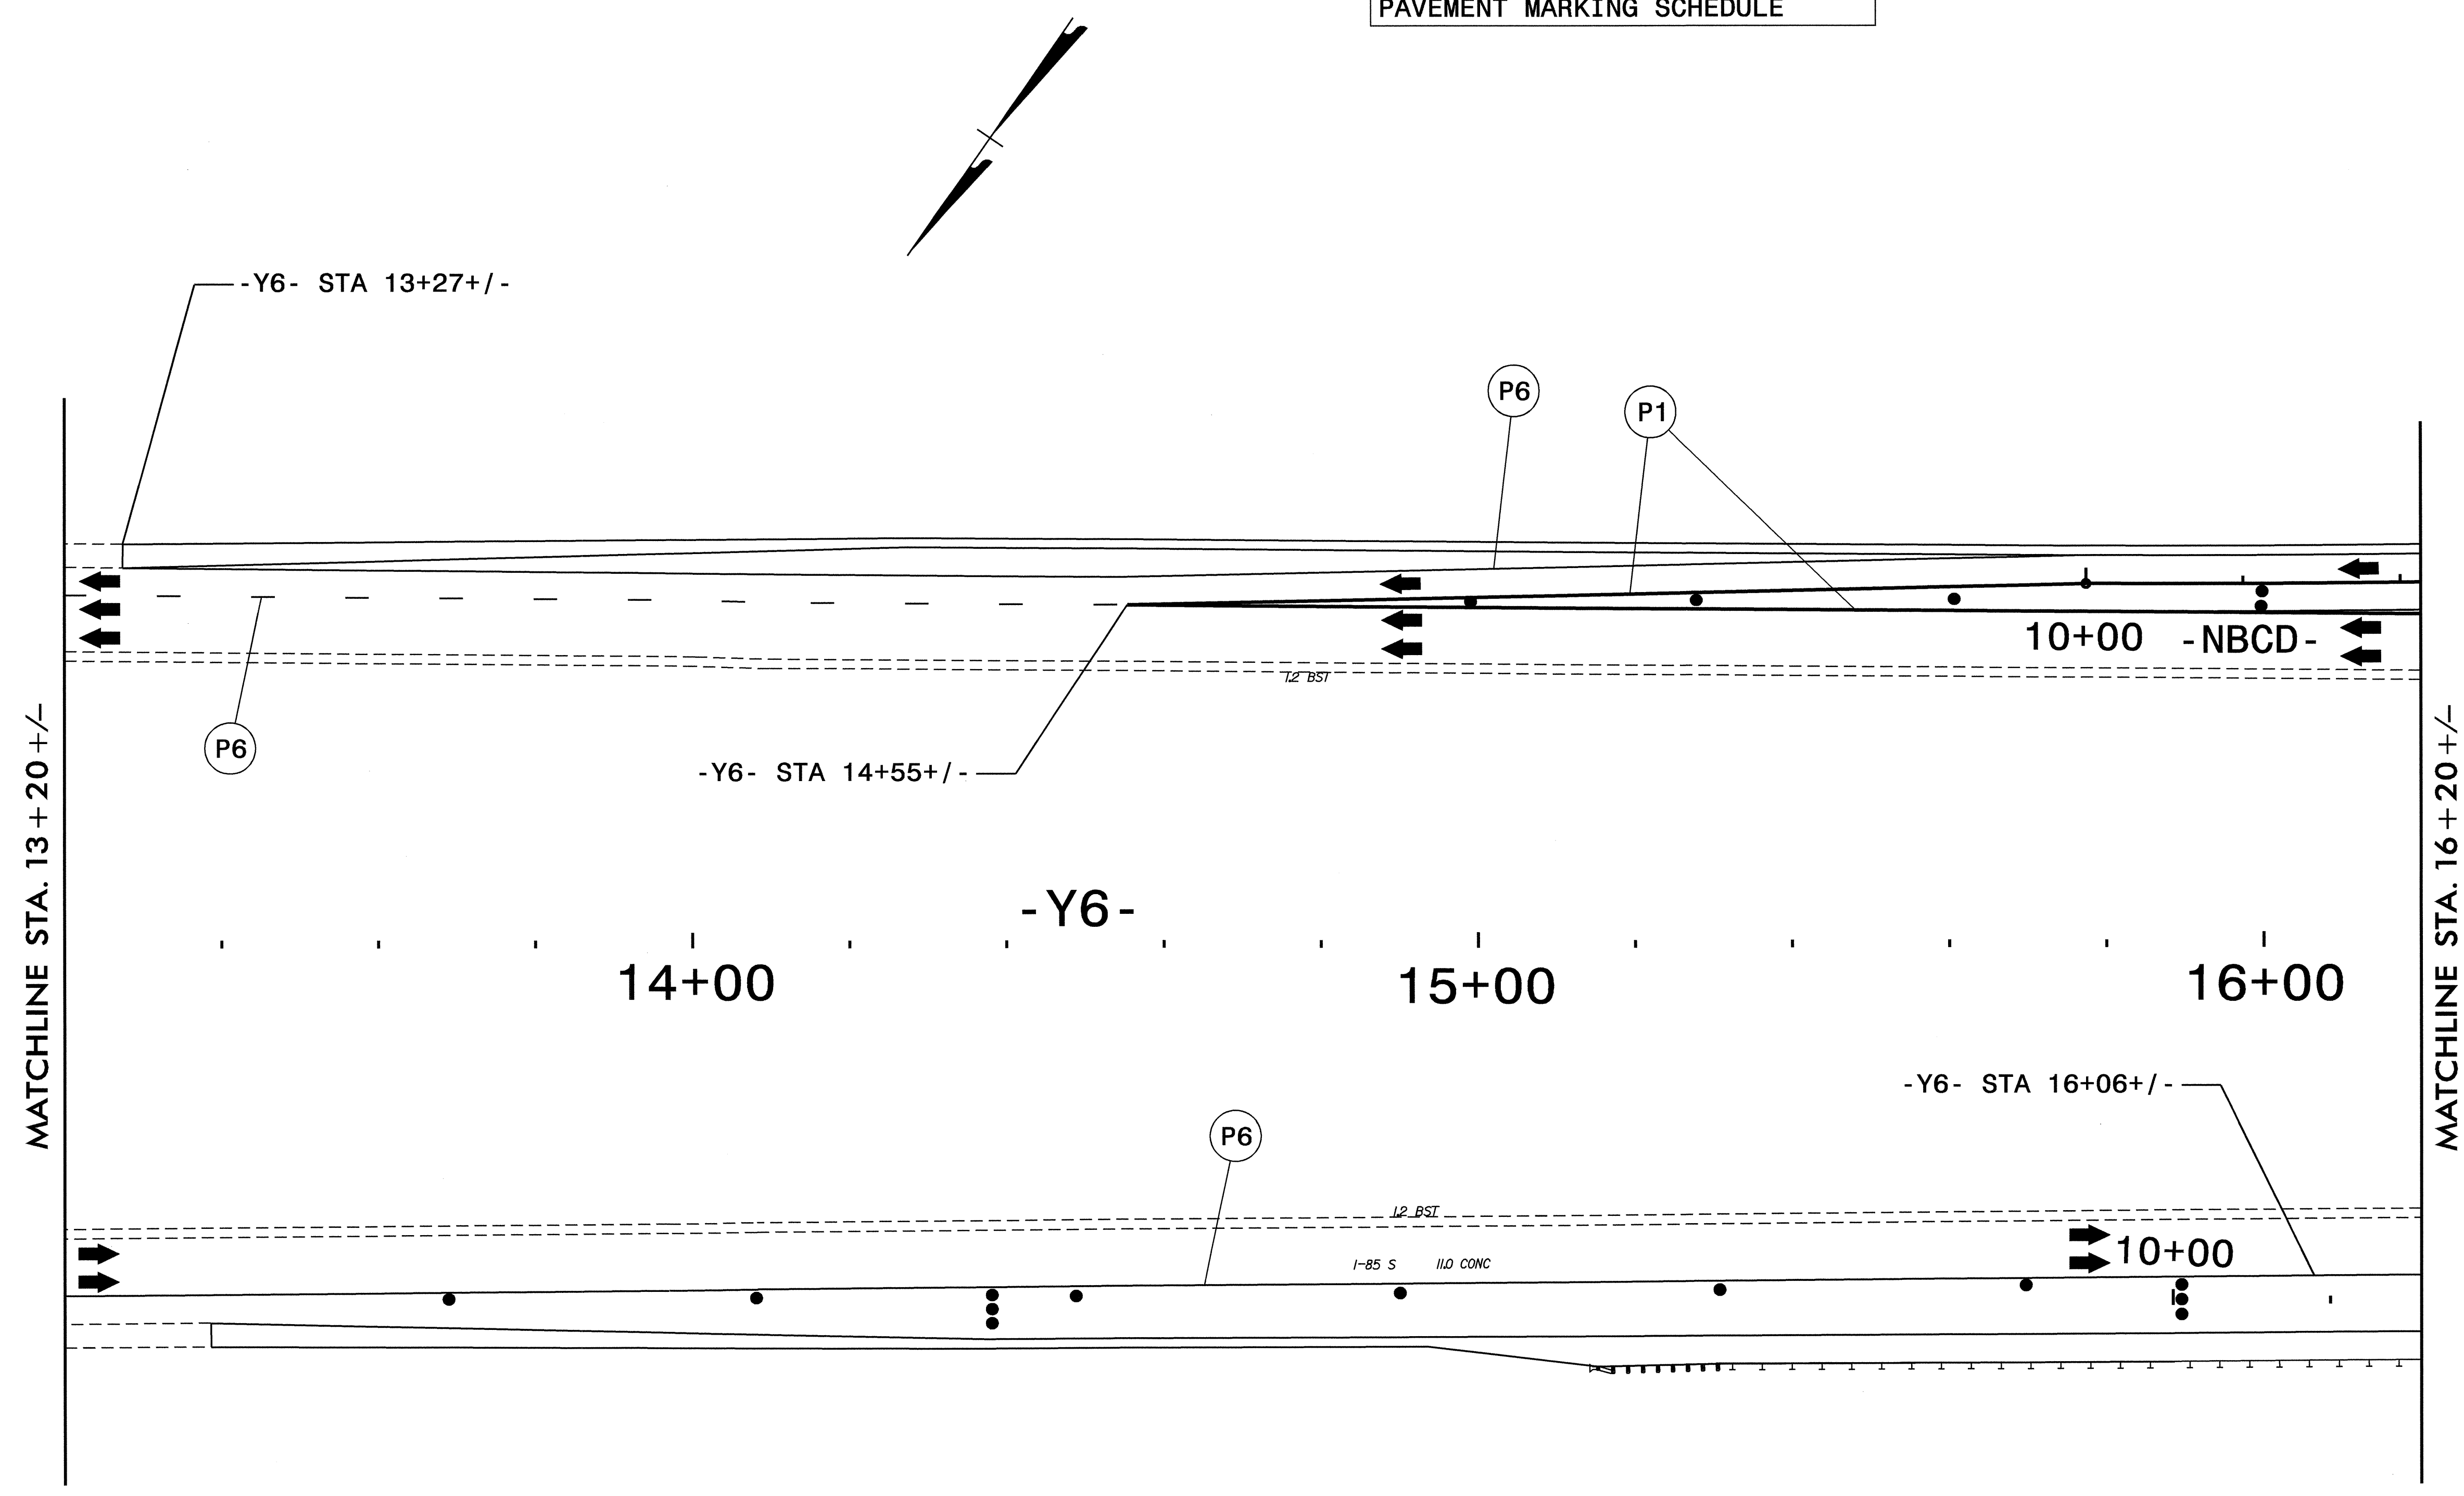 PAVEMENT MARKING SCHEDULE
-Y6- STA 13+27+/-
P6
P1
10+00 -NBCD-
1.2 BST
P6
-Y6- STA 14+55+/-
MATCHLINE STA. 13+20+/-
MATCHLINE STA. 16+20+/-
-Y6-
14+00
15+00
16+00
-Y6- STA 16+06+/-
P6
1.2 BST
I-85 S 11.0 CONC
10+00